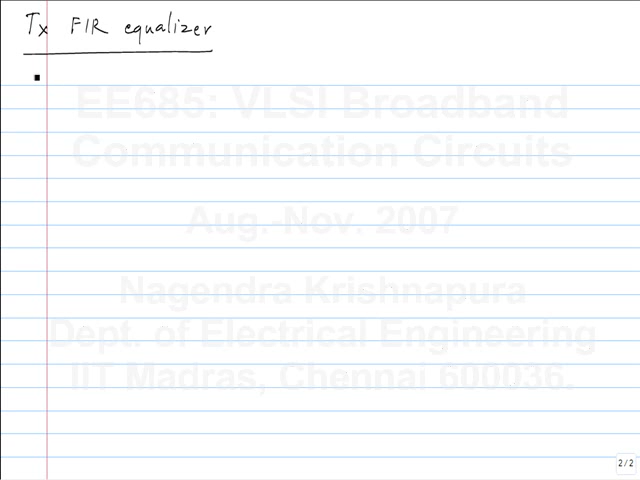 Tx FIR equalizer
EE685: VLSI Broadband
Communication Circuits
Aug.-Nov. 2007
Nagendra Krishnapura
Dept. of Electrical Engineering
IIT Madras, Chennai 600036.
2/2